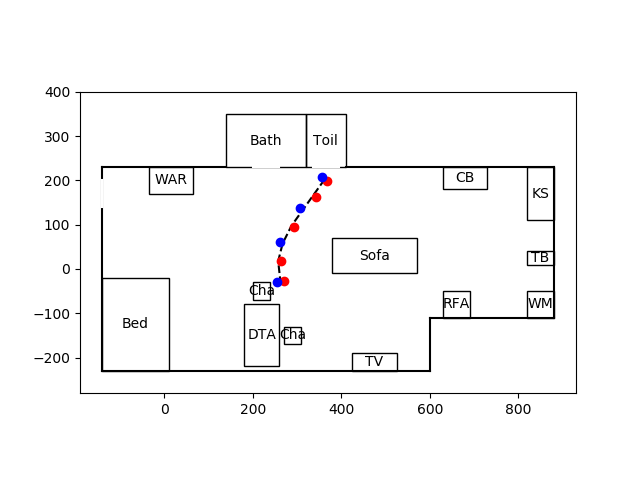 400
300
200
100
0
−100
−200
0
200
400
600
800
Bath
Toil
WAR
CB
KS
Sofa
TB
Cha
Bed
DTA
Cha
RFA
WM
TV